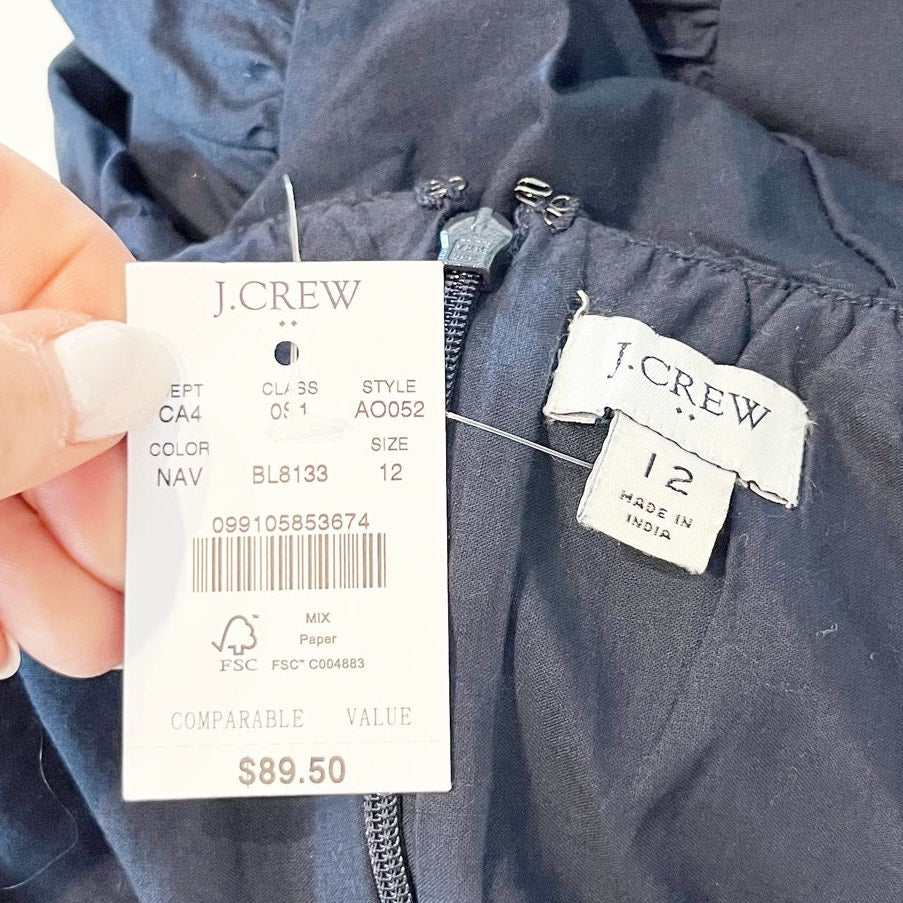 J.CREW
CLASS STYLE
CA4 AO052
COLOR SIZE
NAV BL8133 12
099105853674
MIX
Paper
FSC
FSC™ C004883
COMPARABLE VALUE
$89.50
J.CREW
12
MADE IN
INDIA